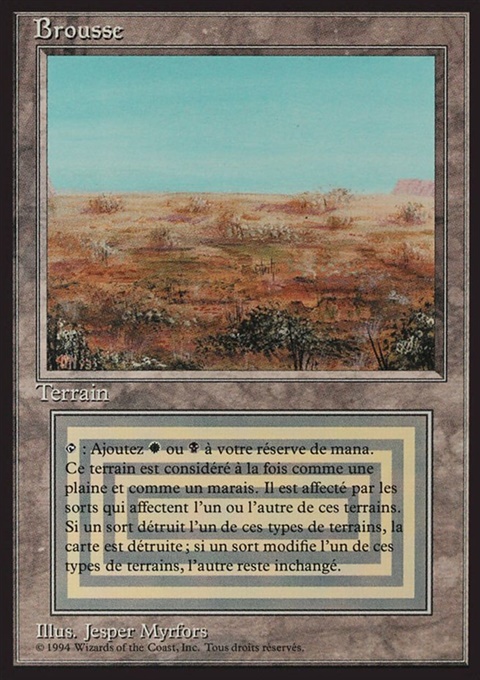 Brousse
Terrain
: Ajoutez ou à votre réserve de mana.
Ce terrain est considéré à la fois comme une
plaine et comme un marais. Il est affecté par les
sorts qui affectent l'un ou l'autre de ces terrains.
Si un sort détruit l'un de ces types de terrains, la
carte est détruite ; si un sort modifie l'un de ces
types de terrains, l'autre reste inchangé.
Illus. Jesper Myrfors
© 1994 Wizards of the Coast, Inc. Tous droits réservés.